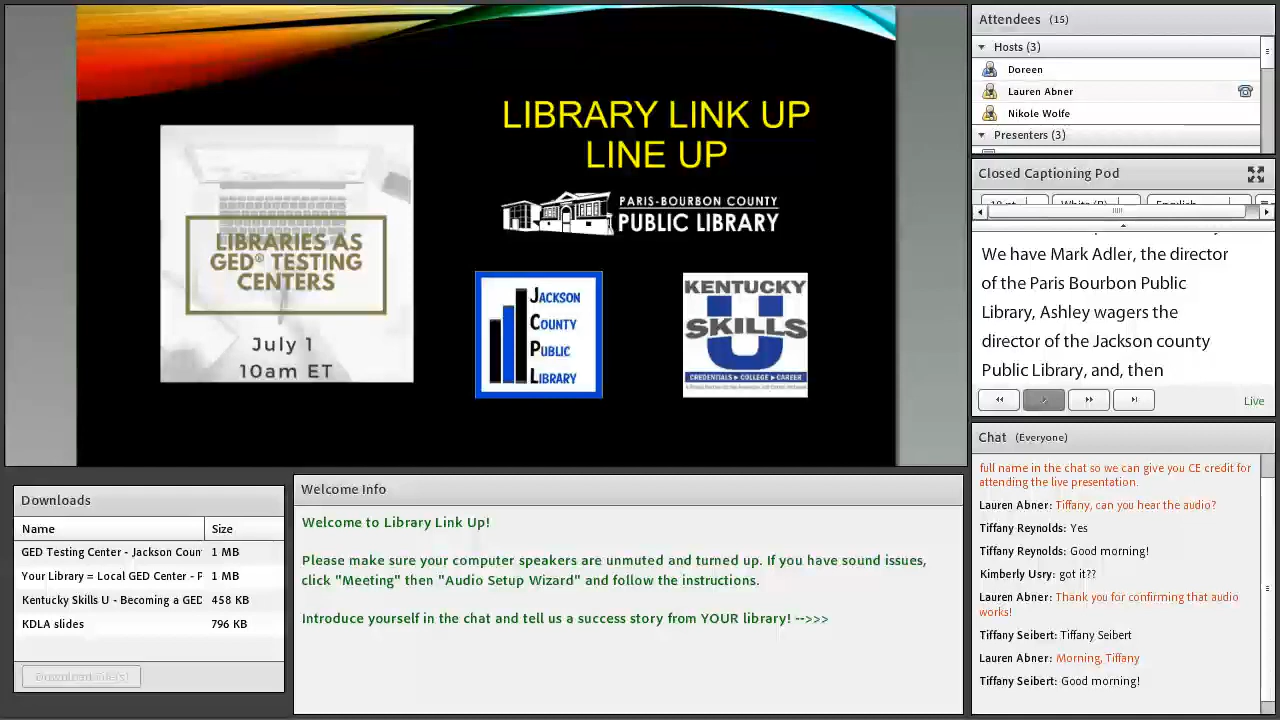 LIBRARY LINK UP
LINE UP
PARIS-BOURBON COUNTY
PUBLIC LIBRARY
LIBRARIES AS
GED® TESTING
CENTERS
July 1
10am ET
JACKSON
COUNTY
PUBLIC
LIBRARY
KENTUCKY
U
SKILLS
CREDENTIALS ▸ COLLEGE ▸ CAREER
Attendees (15)
Hosts (3)
Doreen
Lauren Abner
Nikole Wolfe
Presenters (3)
Closed Captioning Pod
English
We have Mark Adler, the director
of the Paris Bourbon Public
Library, Ashley wagers the
director of the Jackson county
Public Library, and, then
Live
Chat (Everyone)
full name in the chat so we can give you CE credit for
attending the live presentation.
Lauren Abner: Tiffany, can you hear the audio?
Tiffany Reynolds: Yes
Tiffany Reynolds: Good morning!
Kimberly Usry: got it??
Lauren Abner: Thank you for confirming that audio
works!
Tiffany Seibert: Tiffany Seibert
Lauren Abner: Morning, Tiffany
Tiffany Seibert: Good morning!
Downloads
Name Size
GED Testing Center - Jackson Coun 1 MB
Your Library = Local GED Center - P 1 MB
Kentucky Skills U - Becoming a GED 458 KB
KDLA slides 796 KB
Download File(s)
Welcome Info
Welcome to Library Link Up!
Please make sure your computer speakers are unmuted and turned up. If you have sound issues,
click "Meeting" then "Audio Setup Wizard" and follow the instructions.
Introduce yourself in the chat and tell us a success story from YOUR library! -->>>